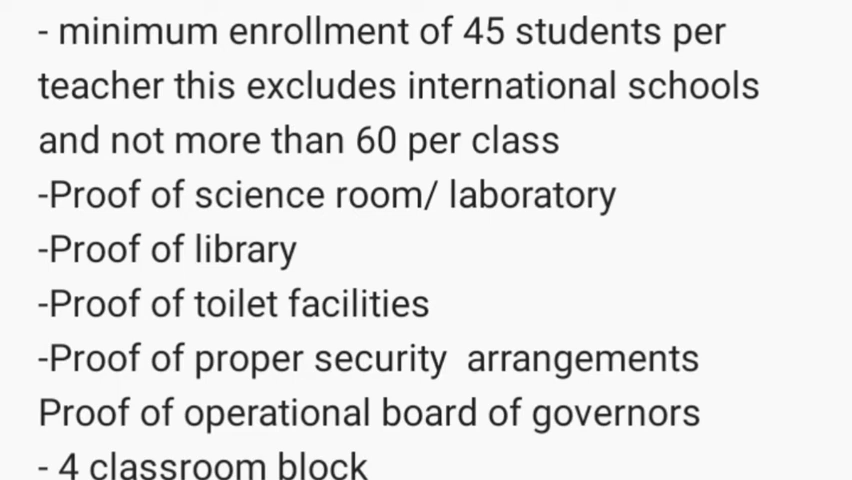 - minimum enrollment of 45 students per
teacher this excludes international schools
and not more than 60 per class
-Proof of science room/ laboratory
-Proof of library
-Proof of toilet facilities
-Proof of proper security  arrangements
Proof of operational board of governors
- 4 classroom block